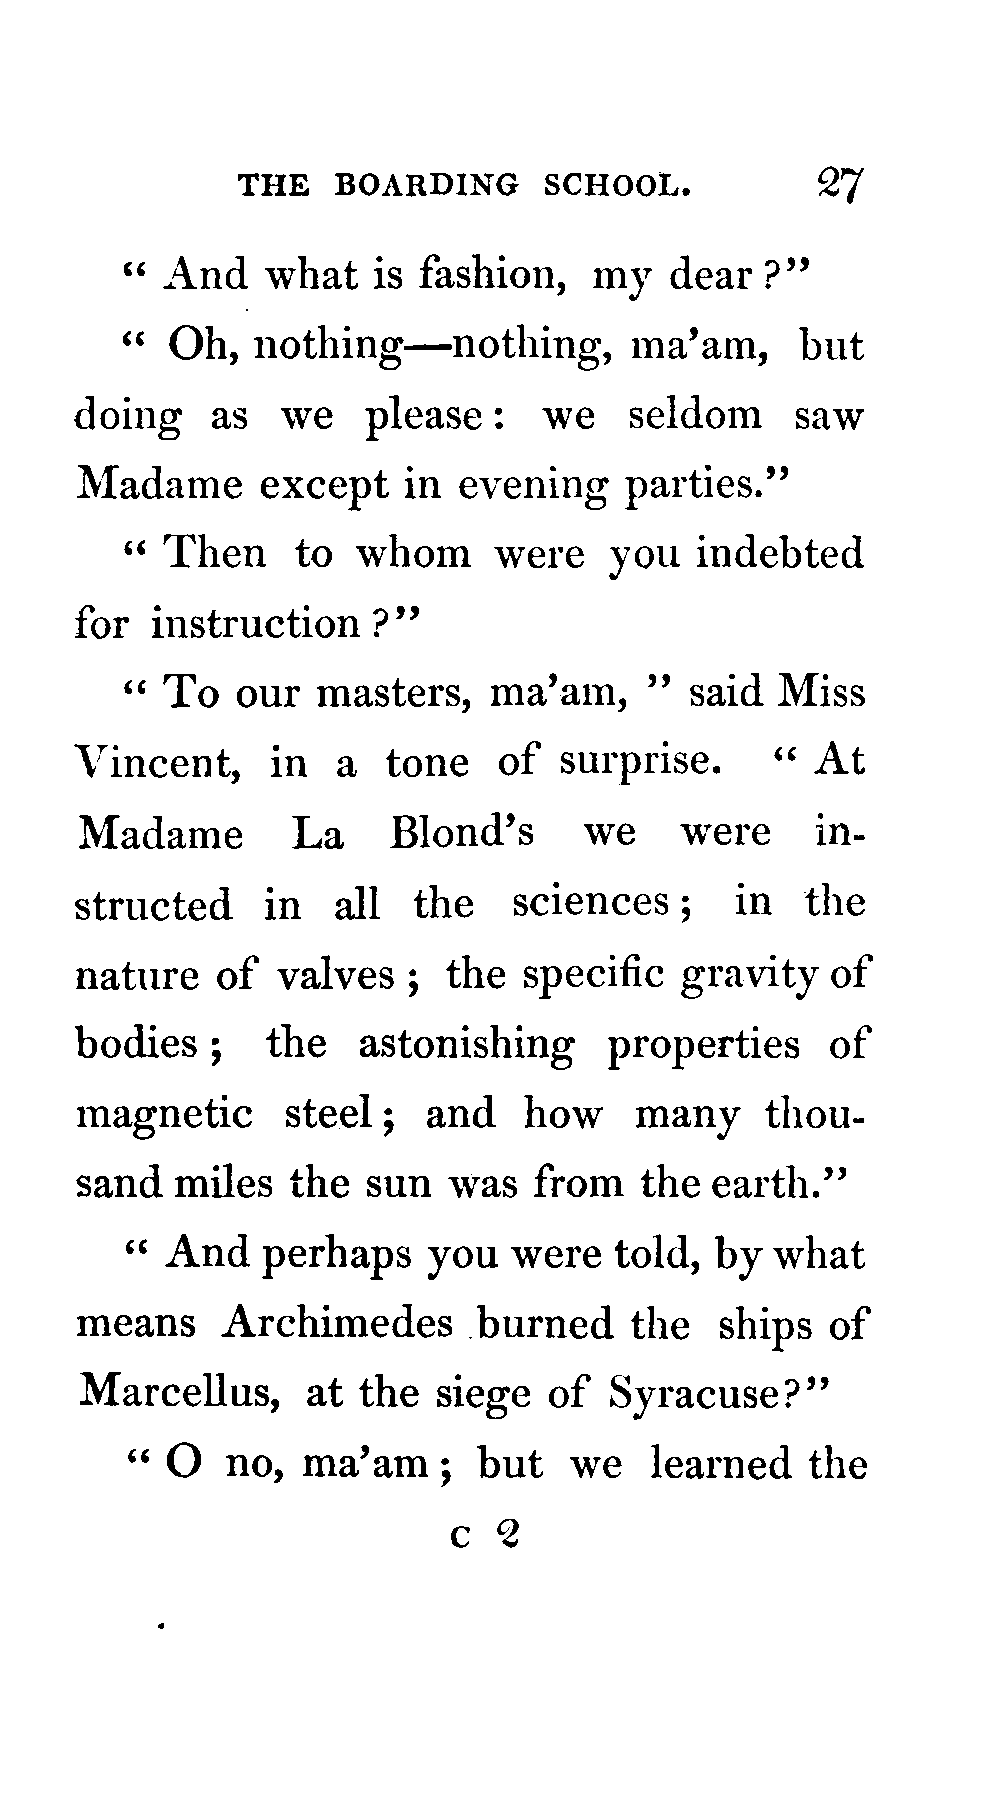 THE BOARDING SCHOOL. 27
“ And what is fashion, my dear ?”
“ Oh, nothing—nothing, ma’am, but
doing as we please : we seldom saw
Madame except in evening parties.”
“ Then to whom were you indebted
for instruction ?”
“ To our masters, ma’am, ” said Miss
Vincent, in a tone of surprise. “ At
Madame La Blond’s we were in-
structed in all the sciences ; in the
nature of valves ; the specific gravity of
bodies ; the astonishing properties of
magnetic steel ; and how many thou-
sand miles the sun was from the earth.”
“ And perhaps you were told, by what
means Archimedes burned the ships of
Marcellus, at the siege of Syracuse?”
“ O no, ma’am ; but we learned the
C 2